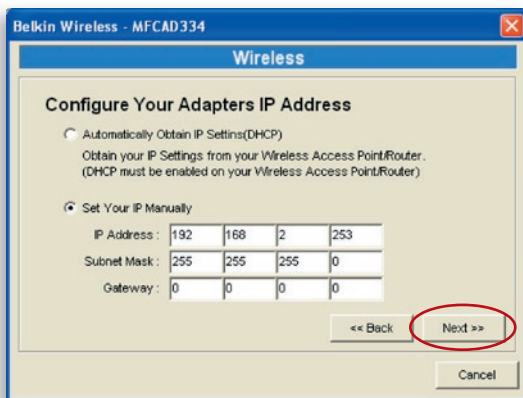 Belkin Wireless - MFCAD334
Wireless
Configure Your Adapters IP Address
Automatically Obtain IP Settins(DHCP)
Obtain your IP Settings from your Wireless Access Point/Router.
(DHCP must be enabled on your Wireless Access Point/Router)
Set Your IP Manually
IP Address : 192 168 2 253
Subnet Mask : 255 255 255 0
Gateway : 0 0 0 0
<< Back Next >>
Cancel